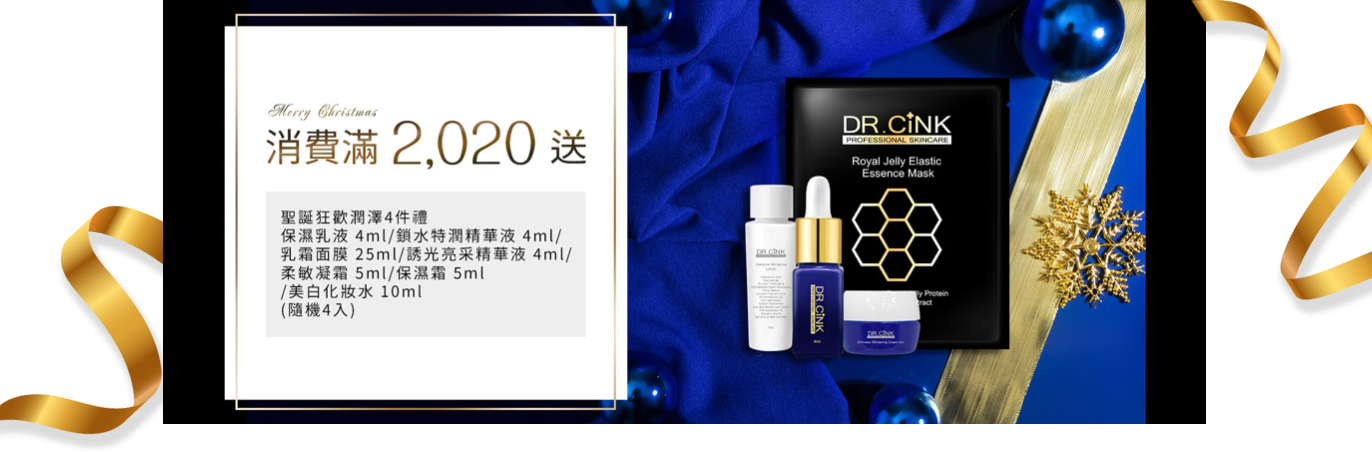 Merry Christmas
消費滿 2,020 送
聖誕狂歡潤澤4件禮
保濕乳液 4ml/鎖水特潤精華液 4ml/
乳霜面膜 25ml/誘光亮采精華液 4ml/
柔敏凝霜 5ml/保濕霜 5ml
/美白化妝水 10ml
(隨機4入)
DR.CINK
PROFESSIONAL SKINCARE
Royal Jelly Elastic
Essence Mask
DR.CINK
DR.CINK
DR.CINK